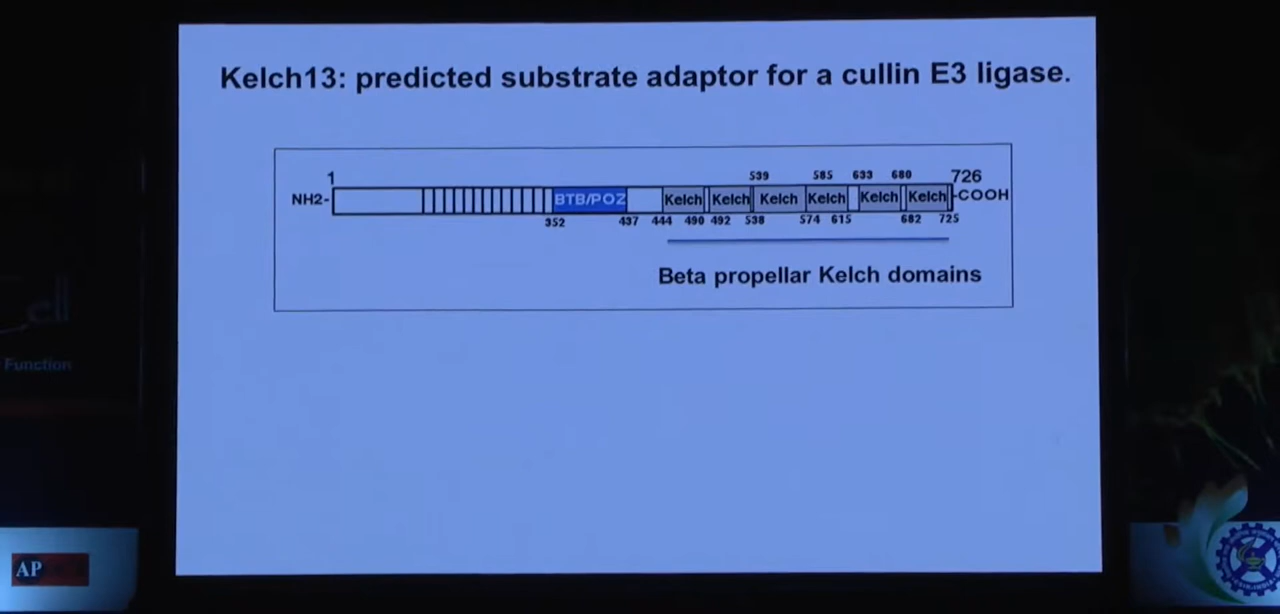 Kelch13: predicted substrate adaptor for a cullin E3 ligase.
1 539 585 633 680 726
NH2- BTB/POZ Kelch Kelch Kelch Kelch Kelch Kelch -COOH
352 437 444 490 492 538 574 615 682 725
Beta propellar Kelch domains
Function
AP